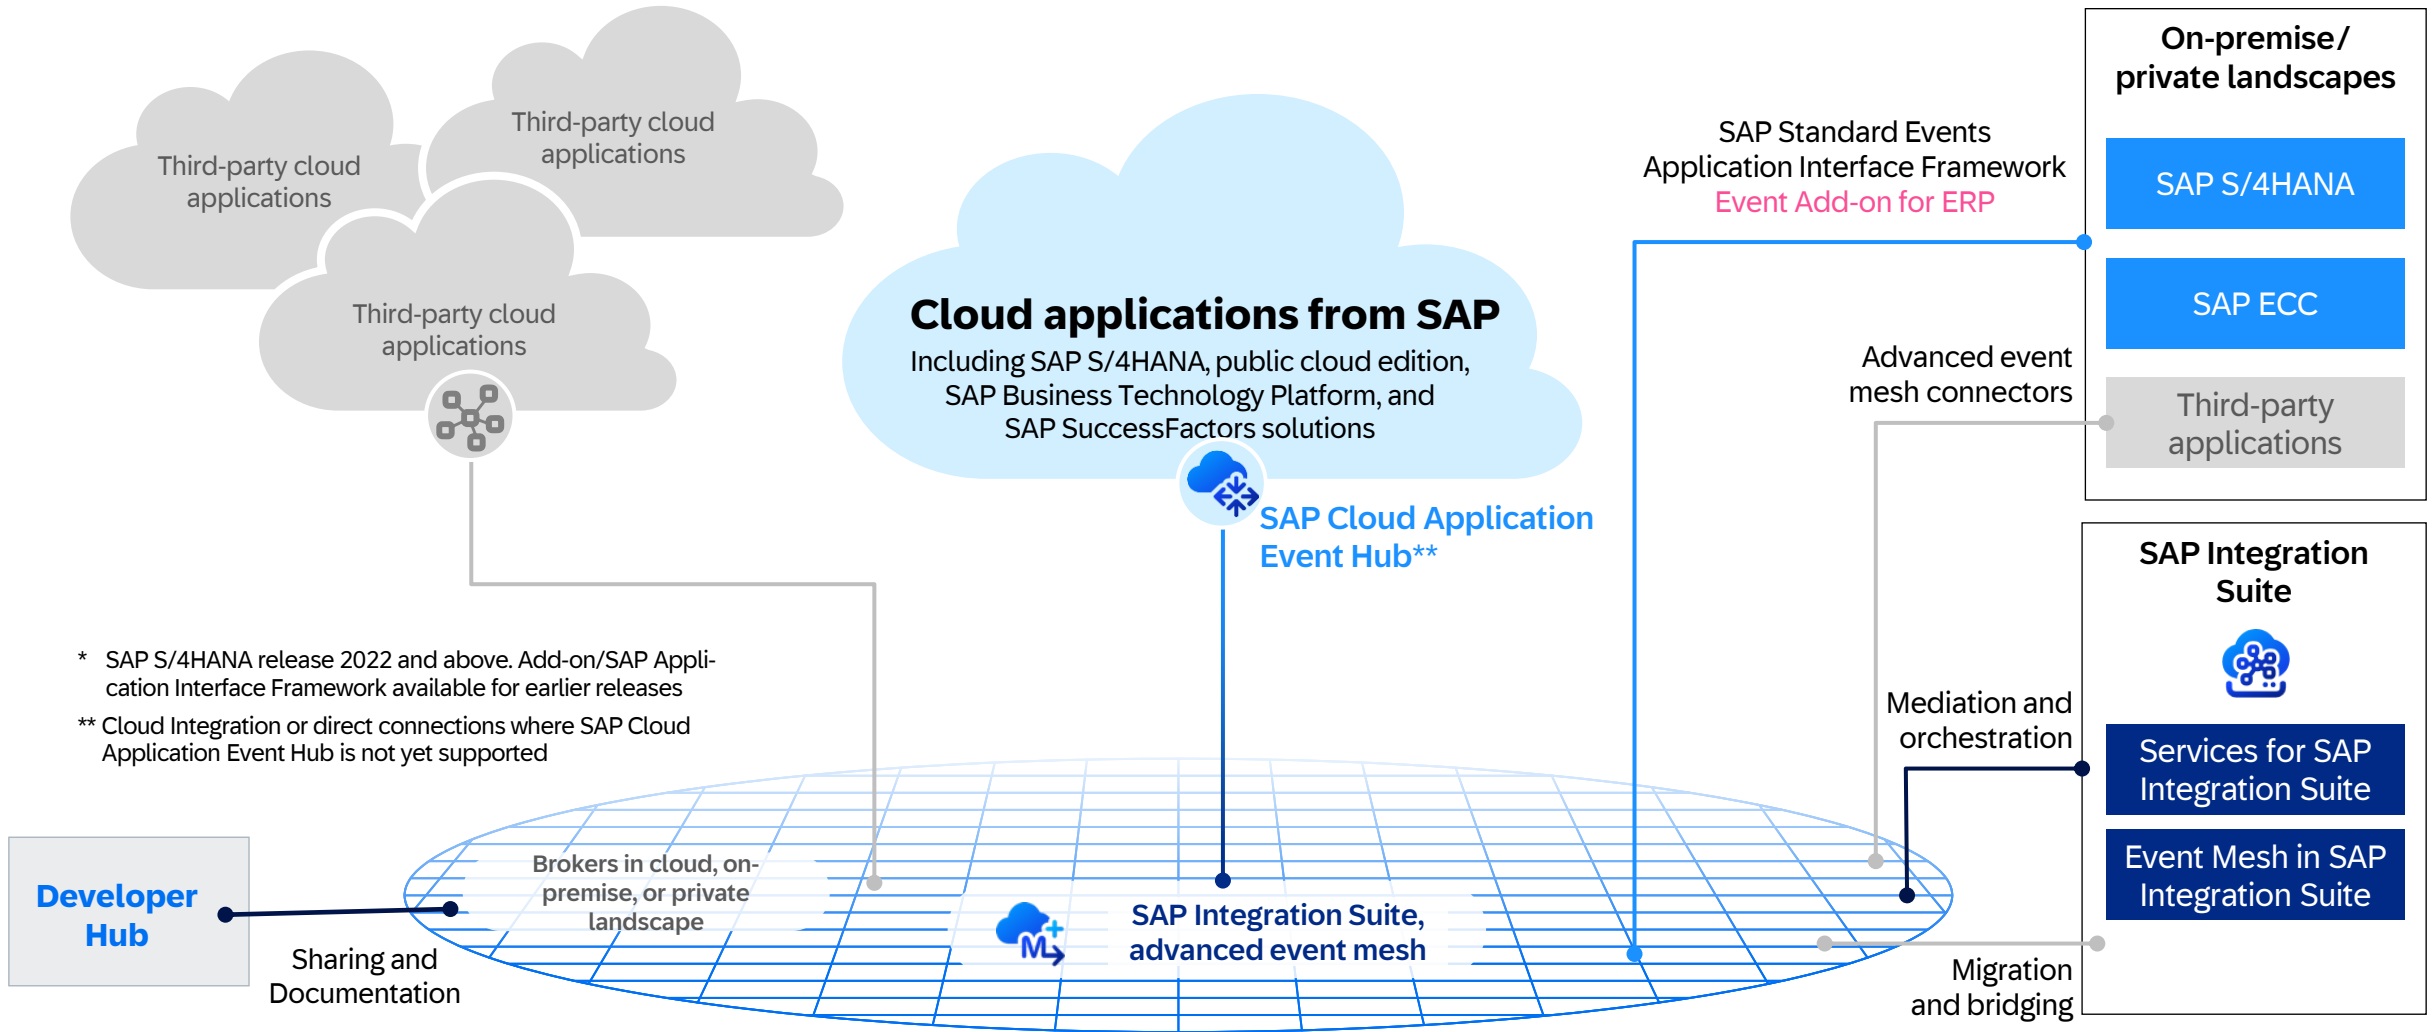 Third-party cloud
applications
Third-party cloud
applications
Third-party cloud
applications
Cloud applications from SAP
Including SAP S/4HANA, public cloud edition,
SAP Business Technology Platform, and
SAP SuccessFactors solutions
SAP Cloud Application
Event Hub**
SAP Standard Events
Application Interface Framework
Event Add-on for ERP
On-premise/
private landscapes
SAP S/4HANA
SAP ECC
Third-party
applications
Advanced event
mesh connectors
SAP Integration
Suite
Services for SAP
Integration Suite
Event Mesh in SAP
Integration Suite
Mediation and
orchestration
Migration
and bridging
* SAP S/4HANA release 2022 and above. Add-on/SAP Appli-
cation Interface Framework available for earlier releases
** Cloud Integration or direct connections where SAP Cloud
Application Event Hub is not yet supported
Developer
Hub
Sharing and
Documentation
Brokers in cloud, on-
premise, or private
landscape
M
SAP Integration Suite,
advanced event mesh